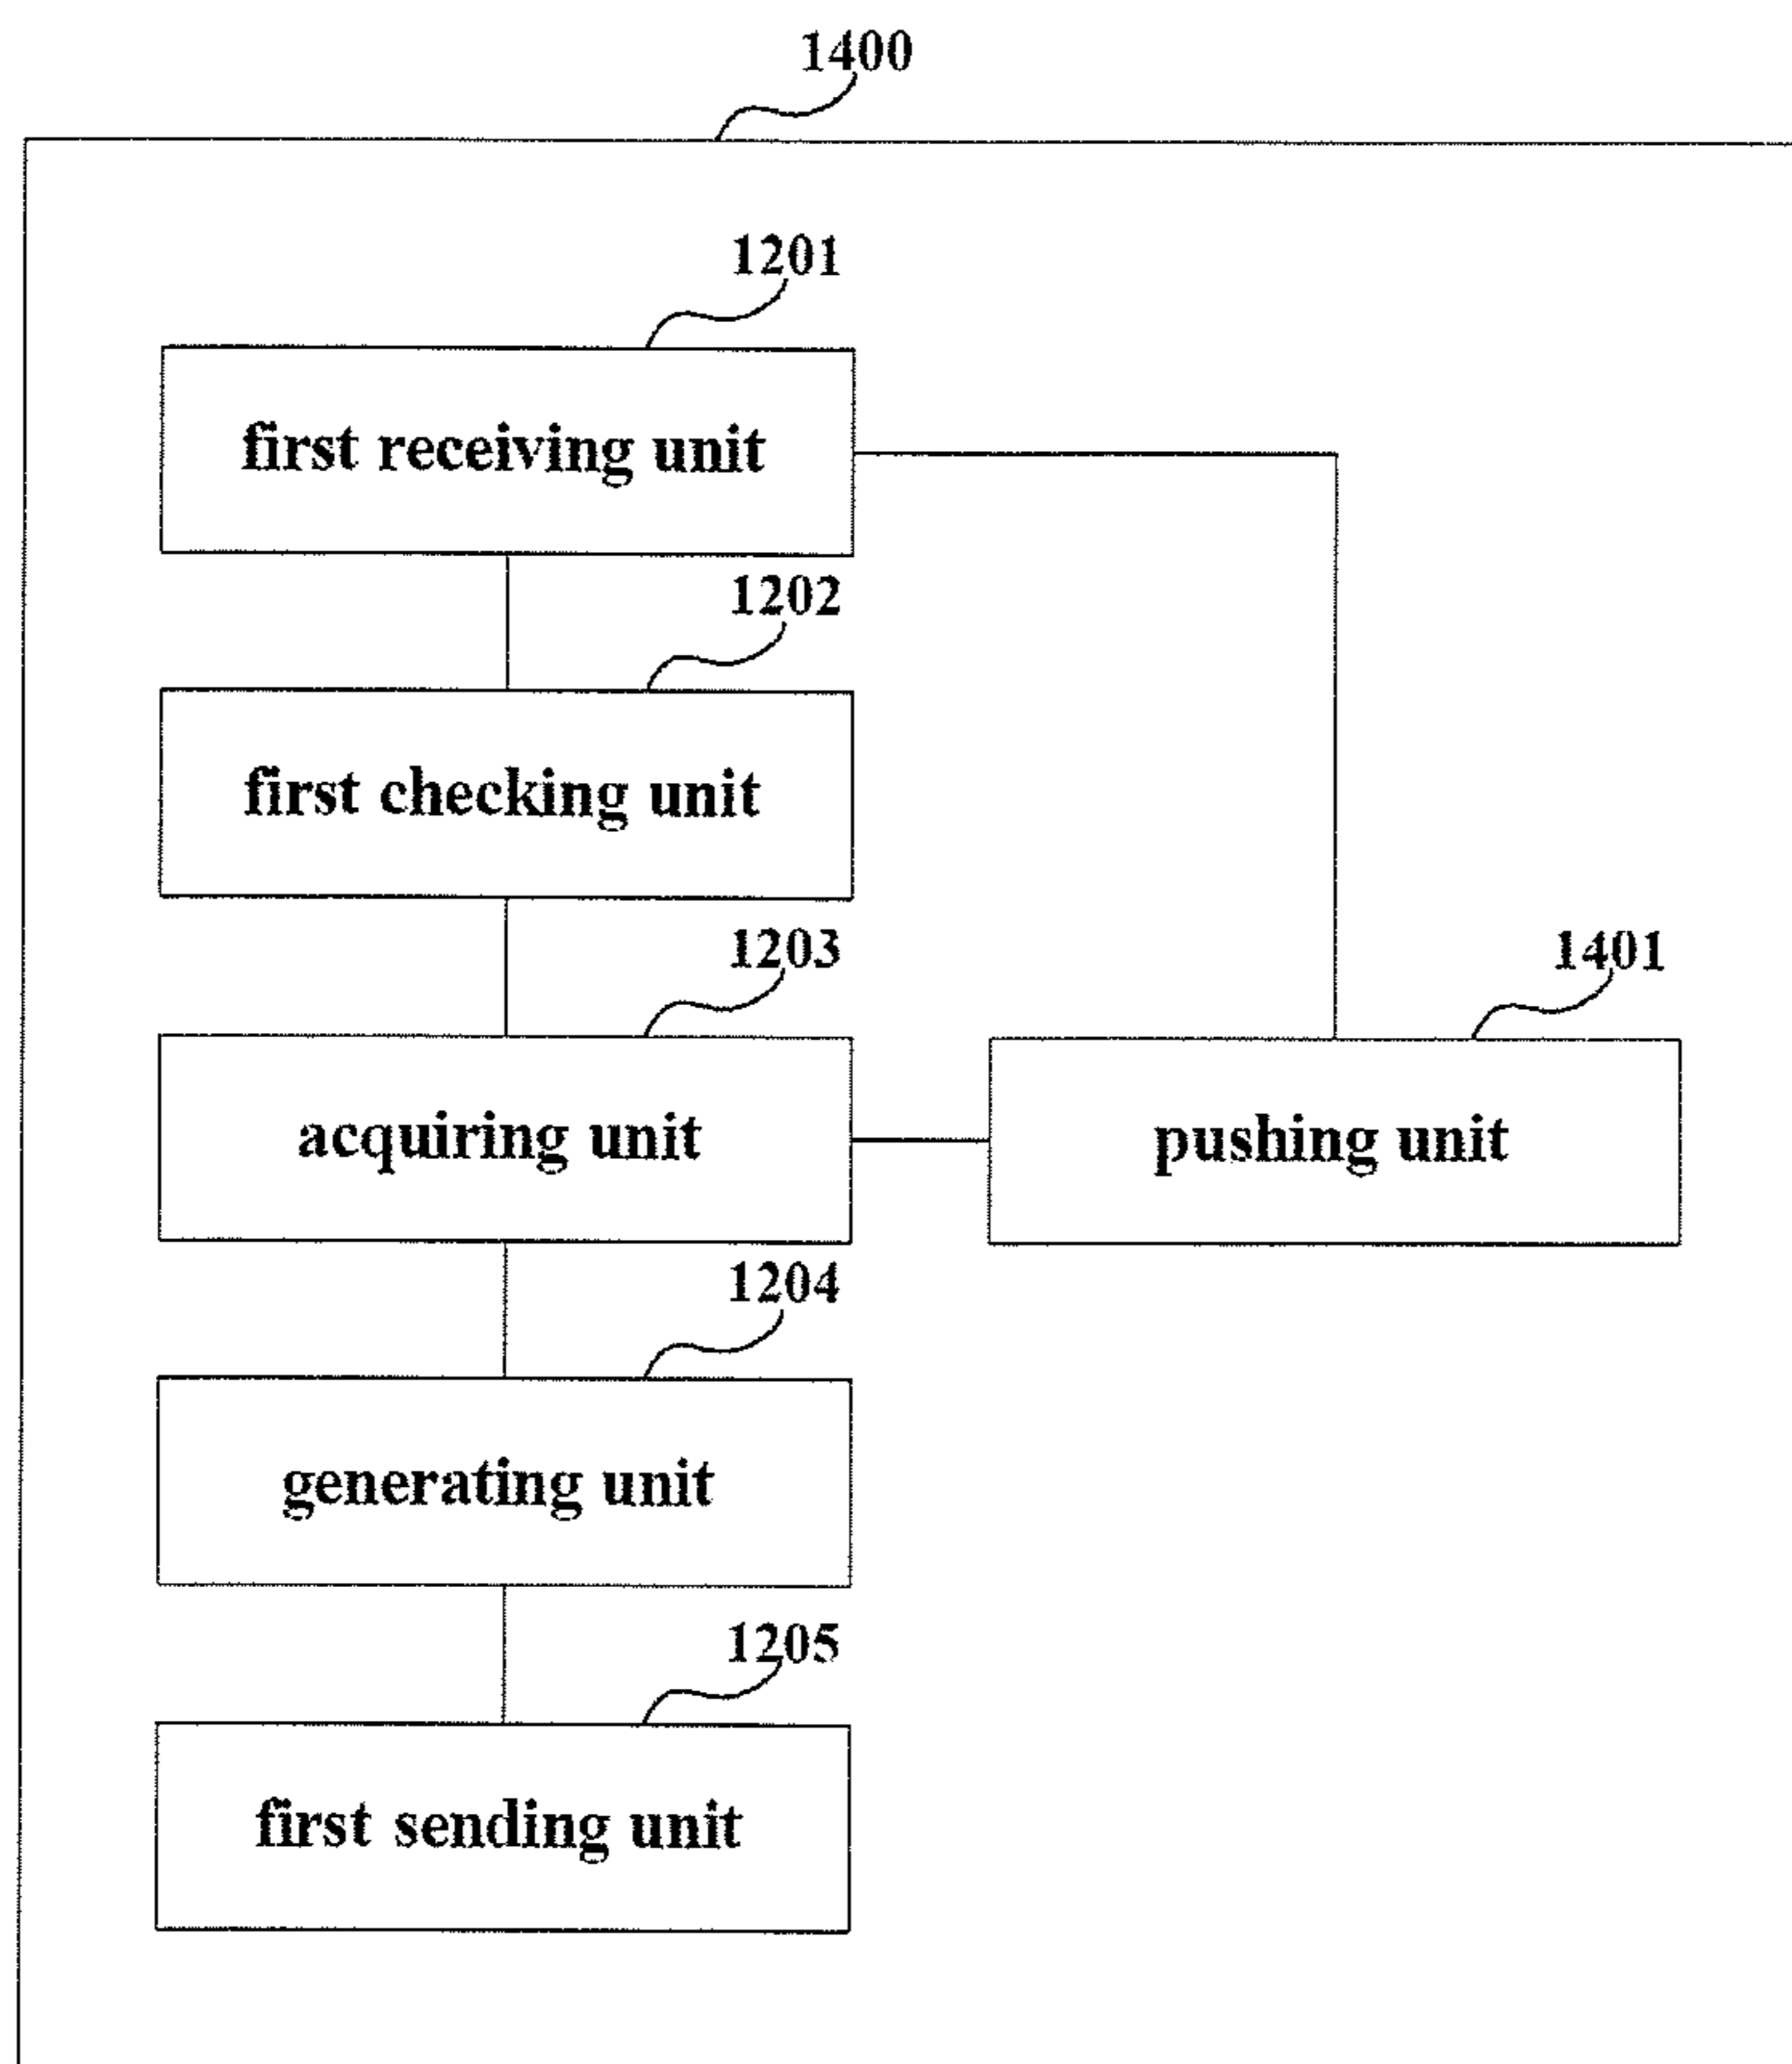 1400
1201
first receiving unit
1202
first checking unit
1203
1401
acquiring unit
pushing unit
1204
generating unit
1205
first sending unit